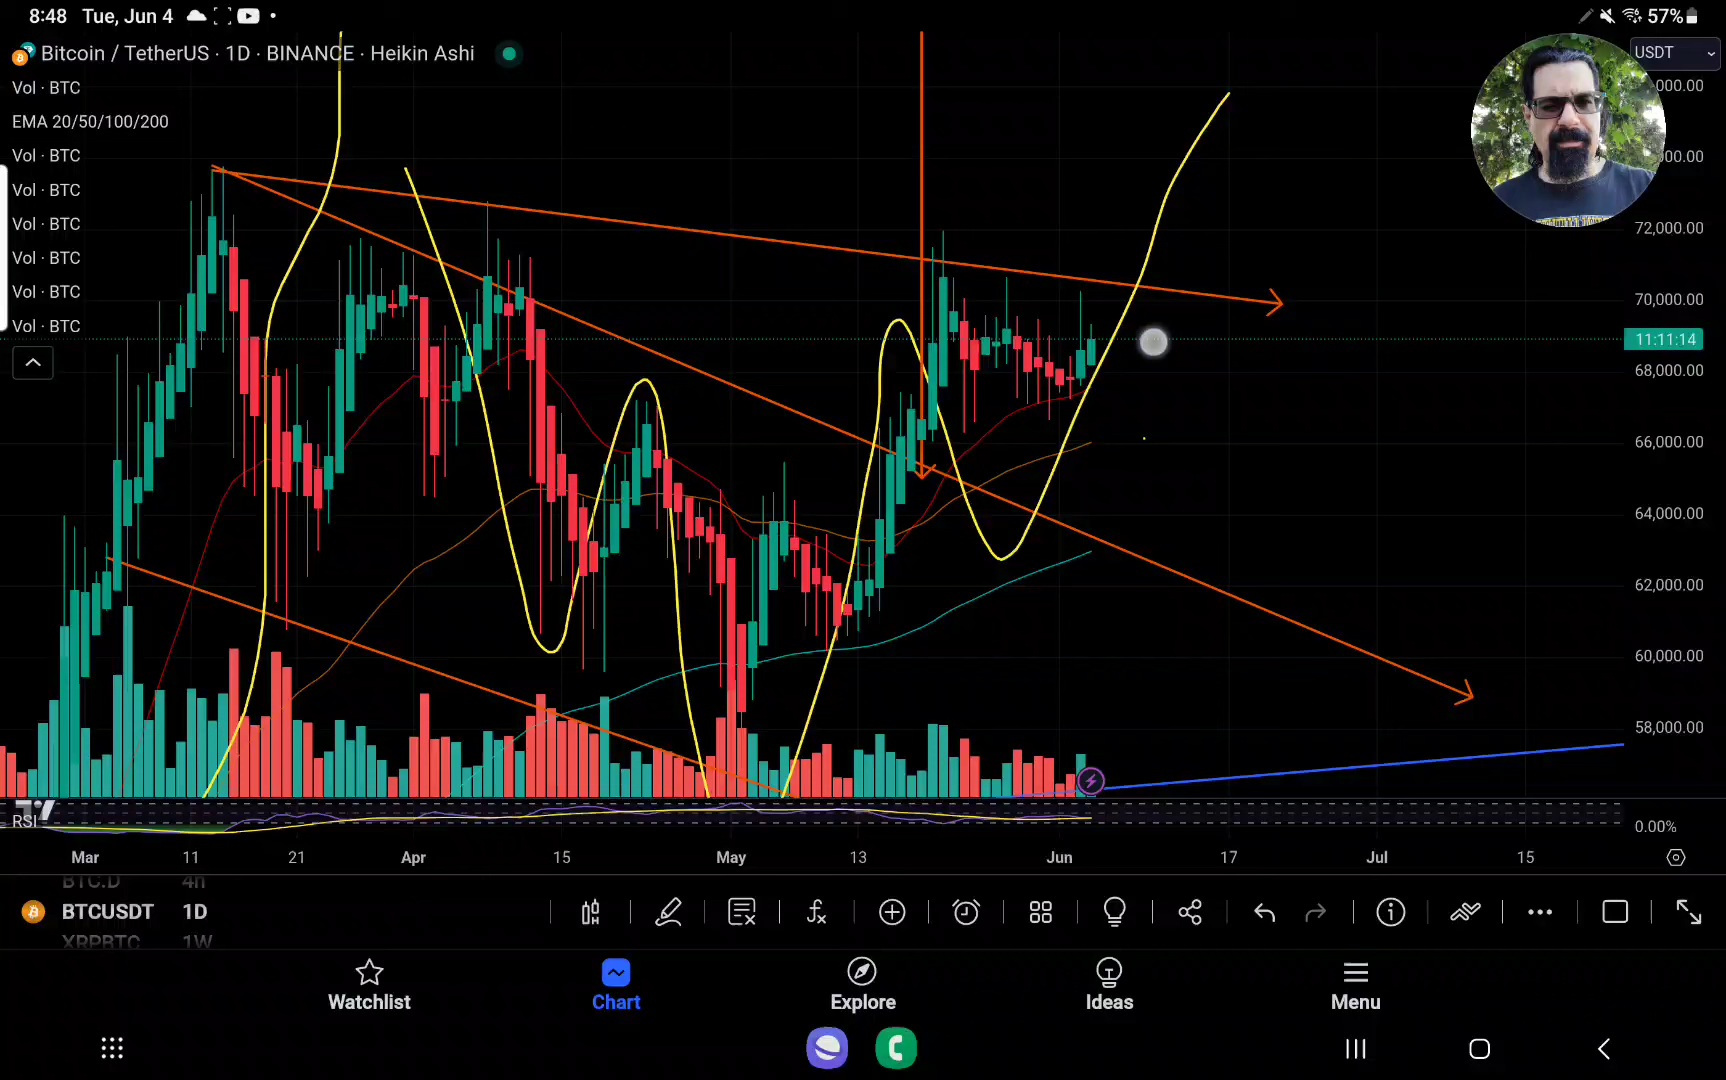 8:48 Tue, Jun 4
57%
Bitcoin / TetherUS · 1D · BINANCE · Heikin Ashi
USDT
Vol · BTC
000.00
EMA 20/50/100/200
Vol · BTC
000.00
Vol · BTC
Vol · BTC
72,000.00
Vol · BTC
Vol · BTC
70,000.00
Vol · BTC
11:11:14
68,000.00
66,000.00
64,000.00
62,000.00
60,000.00
58,000.00
RSI
0.00%
Mar 11 21 Apr 15 May 13 Jun 17 Jul 15
BTC.D 4h
BTCUSDT 1D
XRPBTC 1W
Watchlist Chart Explore Ideas Menu